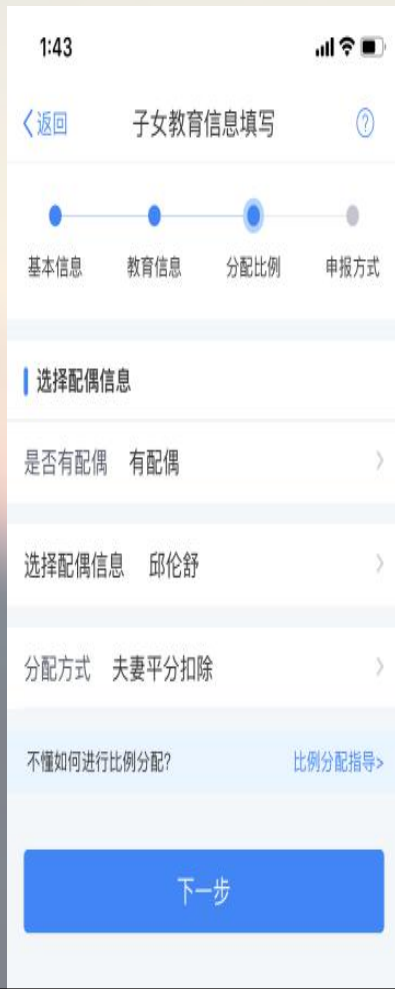 1:43
返回 子女教育信息填写 ?
基本信息 教育信息 分配比例 申报方式
选择配偶信息
是否有配偶 有配偶
选择配偶信息 邱伦舒
分配方式 夫妻平分扣除
不懂如何进行比例分配? 比例分配指导>
下一步